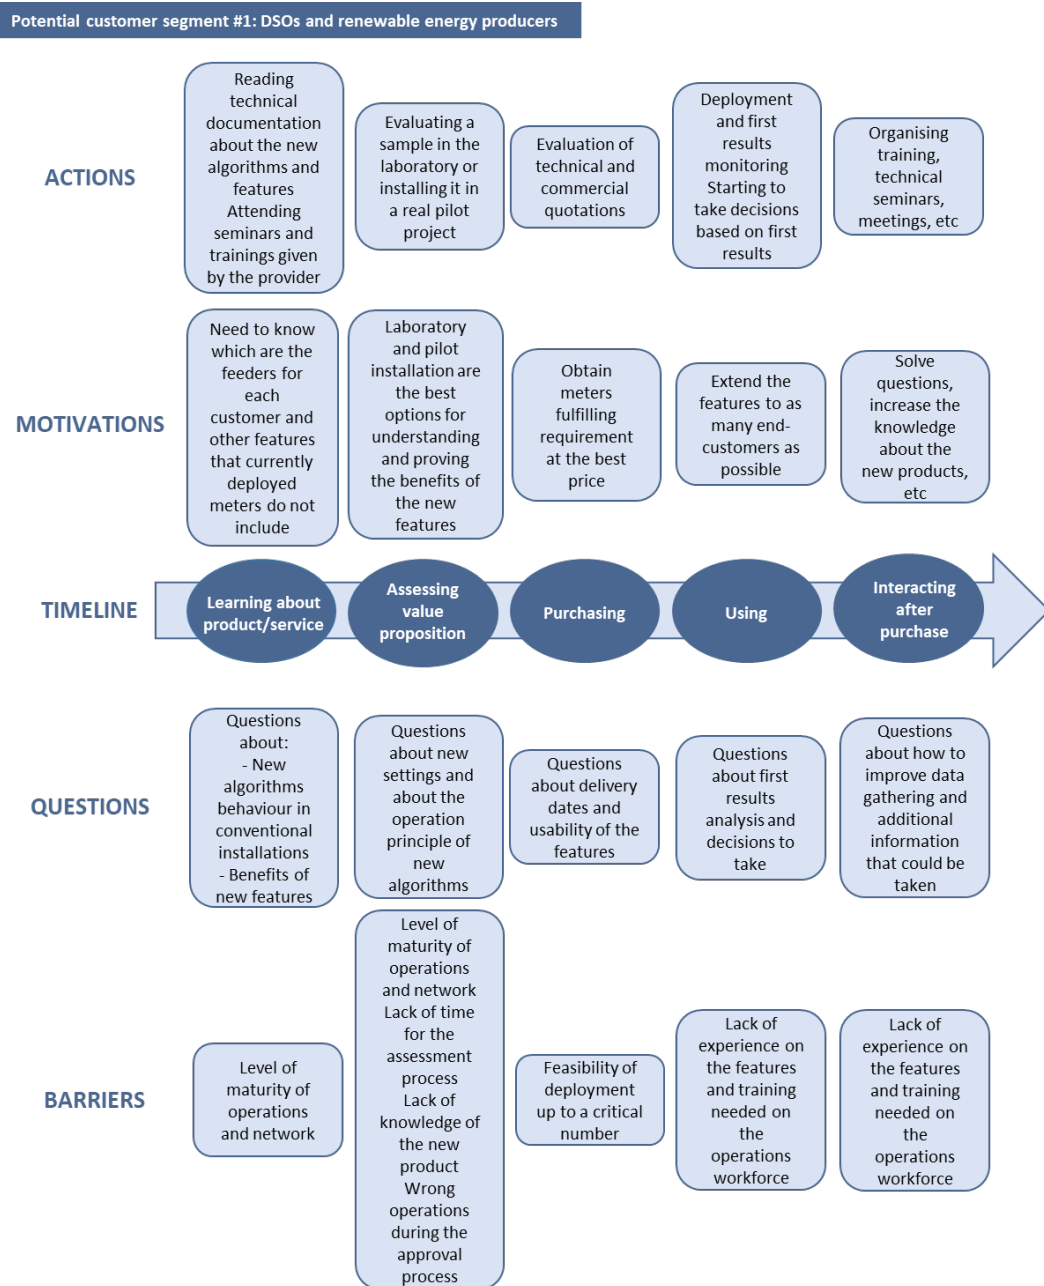 Potential customer segment #1: DSOs and renewable energy producers
ACTIONS
Reading
technical
documentation
about the new
algorithms and
features
Attending
seminars and
trainings given
by the provider
Evaluating a
sample in the
laboratory or
installing it in
a real pilot
project
Evaluation of
technical and
commercial
quotations
Deployment
and first
results
monitoring
Starting to
take decisions
based on first
results
Organising
training,
technical
seminars,
meetings, etc
MOTIVATIONS
Need to know
which are the
feeders for
each
customer and
other features
that currently
deployed
meters do not
include
Laboratory
and pilot
installation are
the best
options for
understanding
and proving
the benefits of
the new
features
Obtain
meters
fulfilling
requirement
at the best
price
Extend the
features to as
many end-
customers as
possible
Solve
questions,
increase the
knowledge
about the
new products,
etc
TIMELINE
Learning about
product/service
Assessing
value
proposition
Purchasing
Using
Interacting
after
purchase
QUESTIONS
Questions
about:
- New
algorithms
behaviour in
conventional
installations
- Benefits of
new features
Questions
about new
settings and
about the
operation
principle of
new
algorithms
Questions
about delivery
dates and
usability of the
features
Questions
about first
results
analysis and
decisions to
take
Questions
about how to
improve data
gathering and
additional
information
that could be
taken
BARRIERS
Level of
maturity of
operations
and network
Level of
maturity of
operations
and network
Lack of time
for the
assessment
process
Lack of
knowledge of
the new
product
Wrong
operations
during the
approval
process
Feasibility of
deployment
up to a critical
number
Lack of
experience on
the features
and training
needed on
the
operations
workforce
Lack of
experience on
the features
and training
needed on
the
operations
workforce